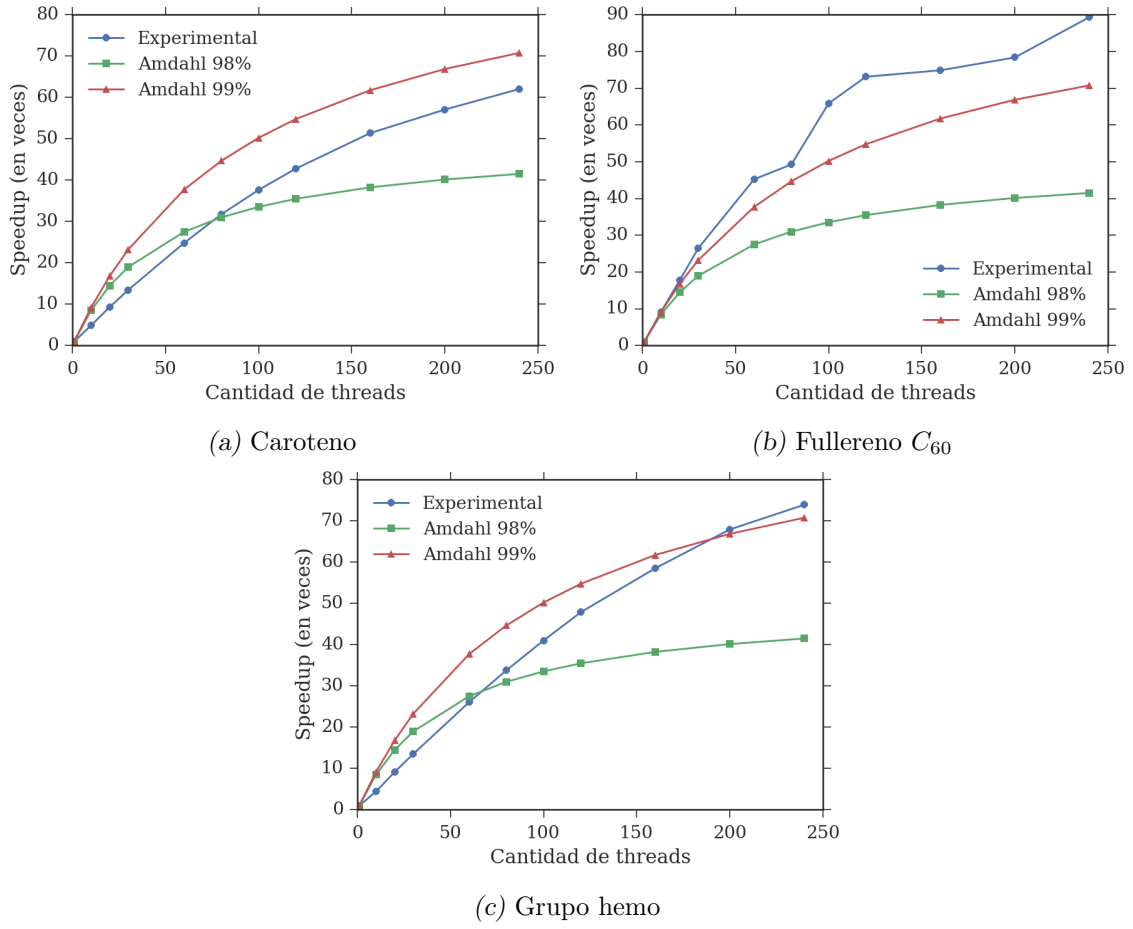 80
70
60
50
40
30
20
10
0
Speedup (en veces)
Experimental
Amdahl 98%
Amdahl 99%
0 50 100 150 200 250
Cantidad de threads
(a) Caroteno
90
80
70
60
50
40
30
20
10
0
Speedup (en veces)
Experimental
Amdahl 98%
Amdahl 99%
0 50 100 150 200 250
Cantidad de threads
(b) Fullereno C₆₀
80
70
60
50
40
30
20
10
0
Speedup (en veces)
Experimental
Amdahl 98%
Amdahl 99%
0 50 100 150 200 250
Cantidad de threads
(c) Grupo hemo